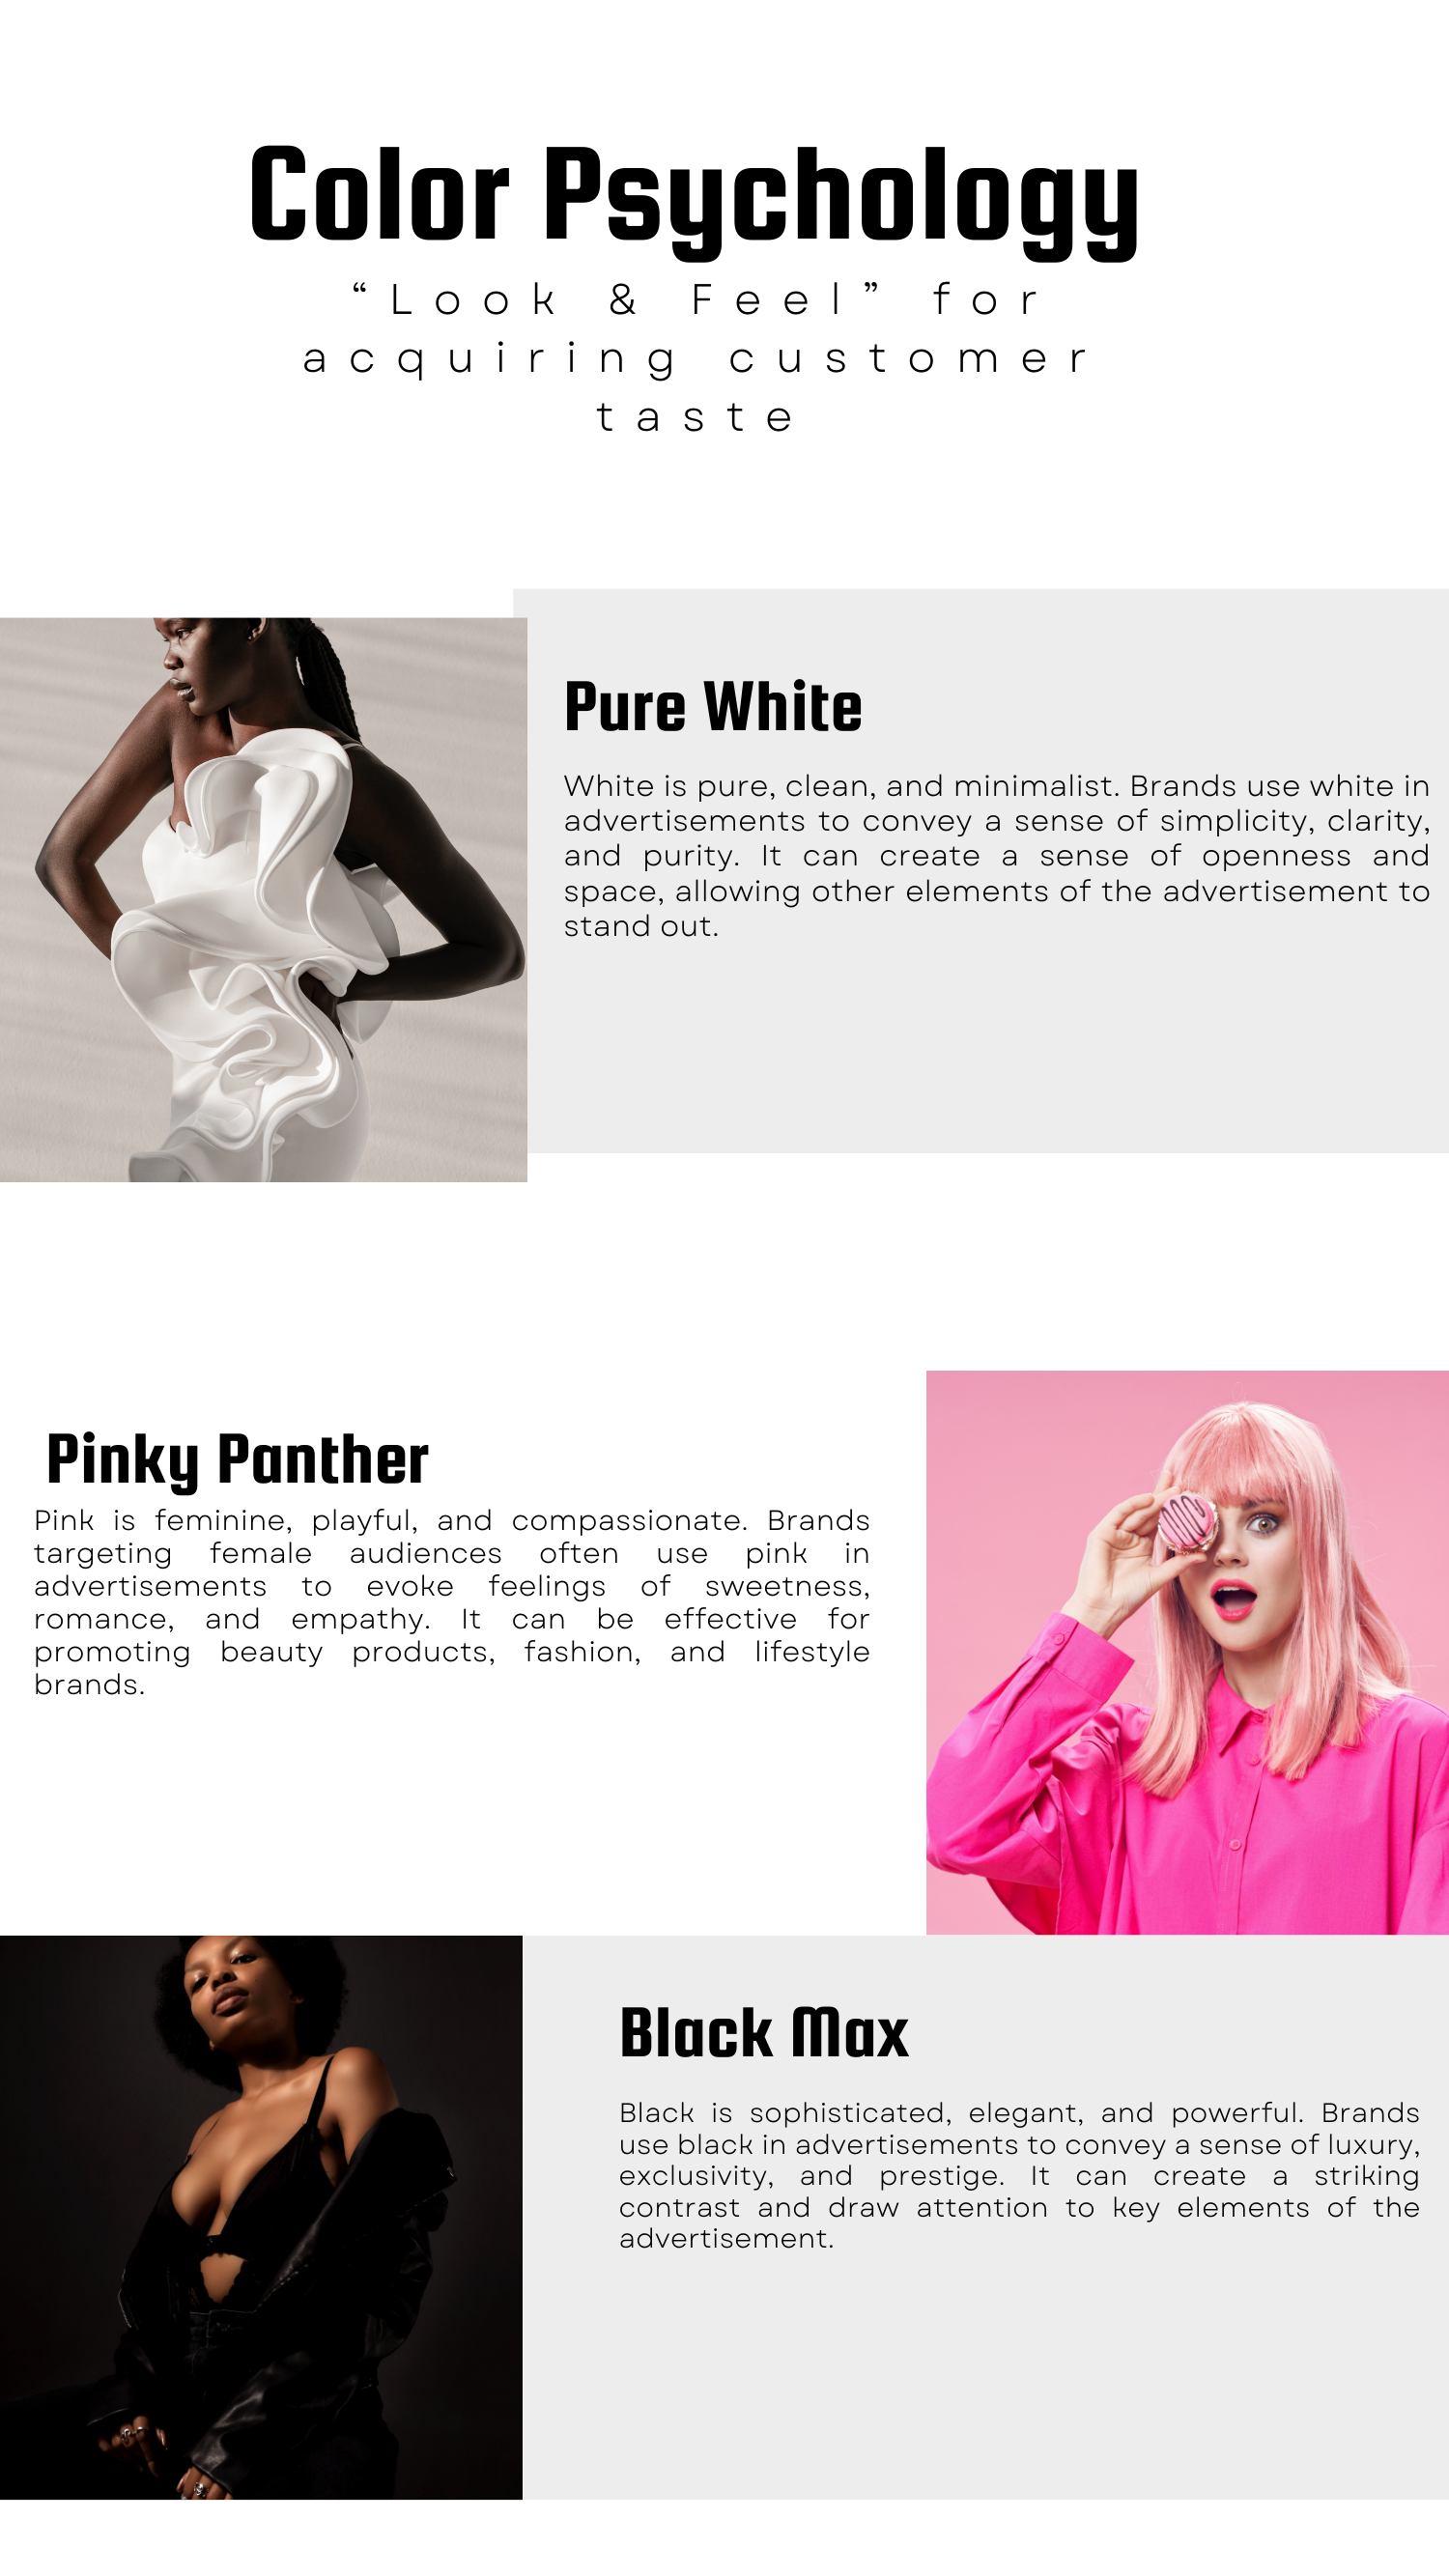 Color Psychology
“Look & Feel” for
acquiring customer
taste
Pure White
White is pure, clean, and minimalist. Brands use white in
advertisements to convey a sense of simplicity, clarity,
and purity. It can create a sense of openness and
space, allowing other elements of the advertisement to
stand out.
Pinky Panther
Pink is feminine, playful, and compassionate. Brands
targeting female audiences often use pink in
advertisements to evoke feelings of sweetness,
romance, and empathy. It can be effective for
promoting beauty products, fashion, and lifestyle
brands.
Black Max
Black is sophisticated, elegant, and powerful. Brands
use black in advertisements to convey a sense of luxury,
exclusivity, and prestige. It can create a striking
contrast and draw attention to key elements of the
advertisement.